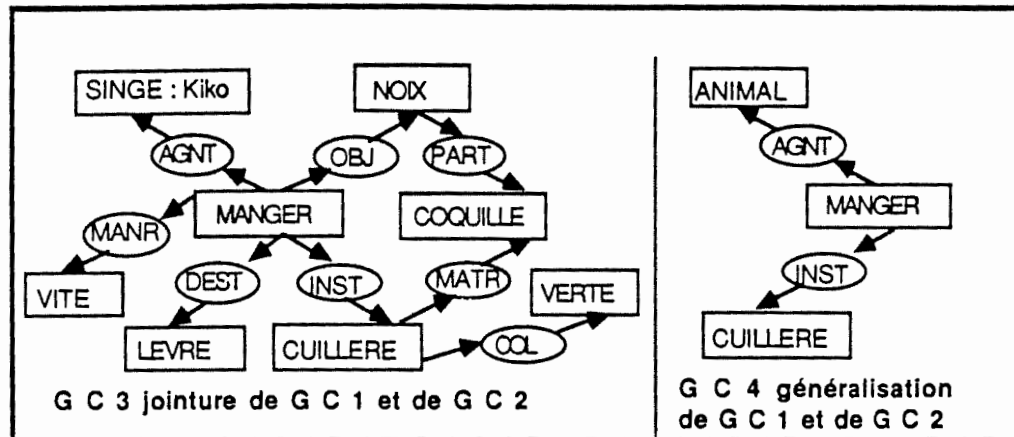 SINGE : Kiko
NOIX
ANIMAL
AGNT
OBJ
PART
AGNT
MANGER
COQUILLE
MANGER
MANR
DEST
INST
MATR
INST
VITE
VERTE
LEVRE
CUILLERE
COL
CUILLERE
G C 3 jointure de G C 1 et de G C 2
G C 4 généralisation
de G C 1 et de G C 2